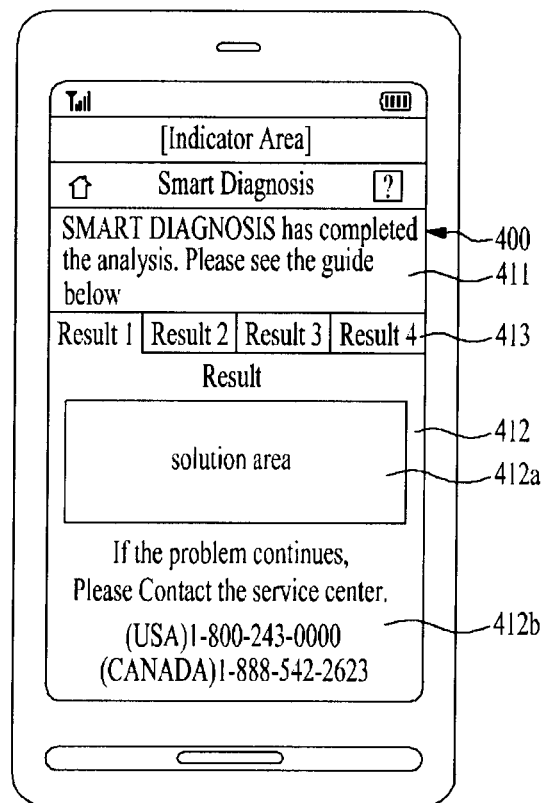 [Indicator Area]
Smart Diagnosis ?
SMART DIAGNOSIS has completed
the analysis. Please see the guide
below
400
411
Result 1 Result 2 Result 3 Result 4
413
Result
412
solution area
412a
If the problem continues,
Please Contact the service center.
(USA)1-800-243-0000
412b
(CANADA)1-888-542-2623